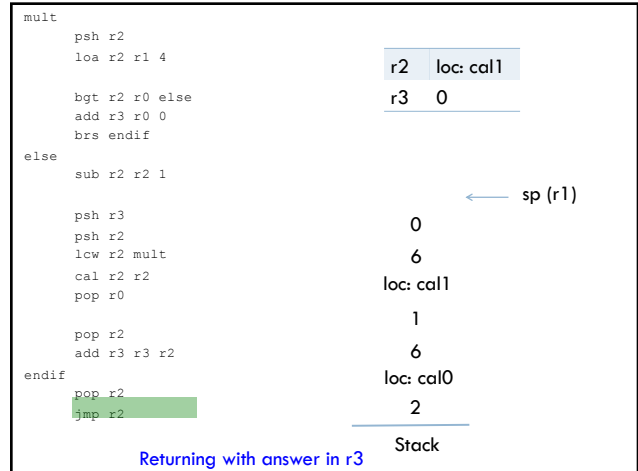 mult
psh r2
loa r2 r1 4
bgt r2 r0 else
add r3 r0 0
brs endif
else
sub r2 r2 1
psh r3
psh r2
lcw r2 mult
cal r2 r2
pop r0
pop r2
add r3 r3 r2
endif
pop r2
jmp r2
r2 loc: cal1
r3 0
sp (r1)
0
6
loc: cal1
1
6
loc: cal0
2
Stack
Returning with answer in r3